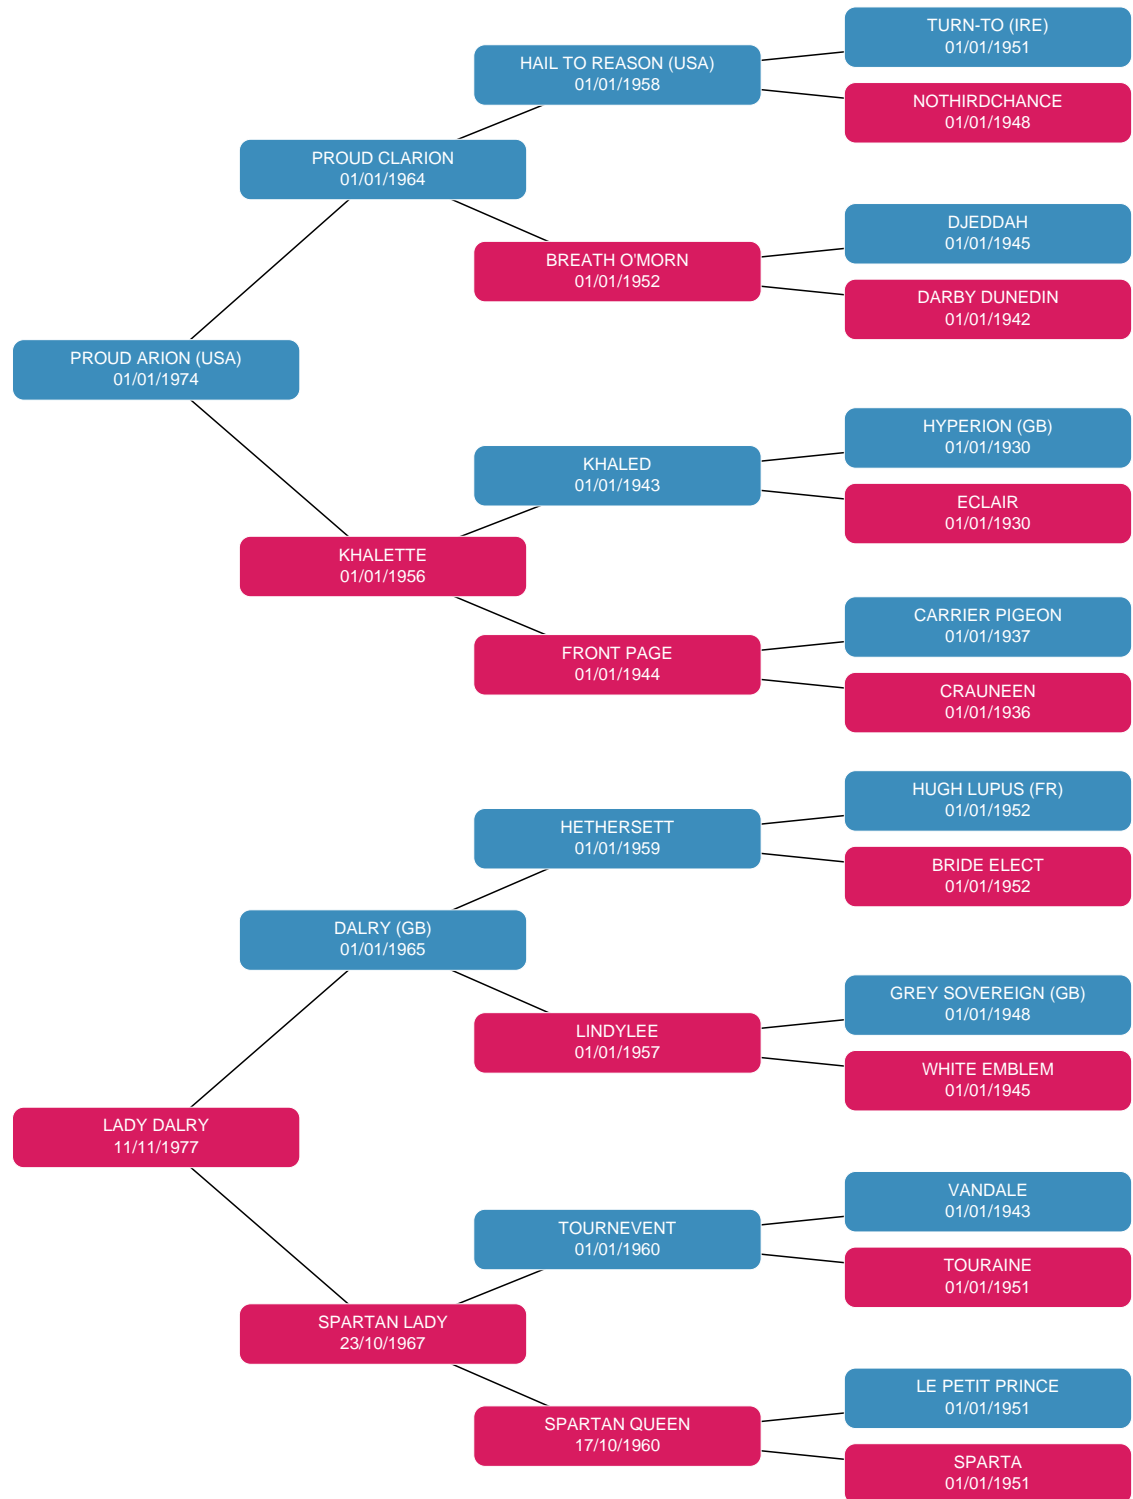 TURN-TO (IRE)
01/01/1951
HAIL TO REASON (USA)
01/01/1958
NOTHIRDCHANCE
01/01/1948
PROUD CLARION
01/01/1964
DJEDDAH
01/01/1945
BREATH O'MORN
01/01/1952
DARBY DUNEDIN
01/01/1942
PROUD ARION (USA)
01/01/1974
HYPERION (GB)
01/01/1930
KHALED
01/01/1943
ECLAIR
01/01/1930
KHALETTE
01/01/1956
CARRIER PIGEON
01/01/1937
FRONT PAGE
01/01/1944
CRAUNEEN
01/01/1936
HUGH LUPUS (FR)
01/01/1952
HETHERSETT
01/01/1959
BRIDE ELECT
01/01/1952
DALRY (GB)
01/01/1965
GREY SOVEREIGN (GB)
01/01/1948
LINDYLEE
01/01/1957
WHITE EMBLEM
01/01/1945
LADY DALRY
11/11/1977
VANDALE
01/01/1943
TOURNEVENT
01/01/1960
TOURAINE
01/01/1951
SPARTAN LADY
23/10/1967
LE PETIT PRINCE
01/01/1951
SPARTAN QUEEN
17/10/1960
SPARTA
01/01/1951